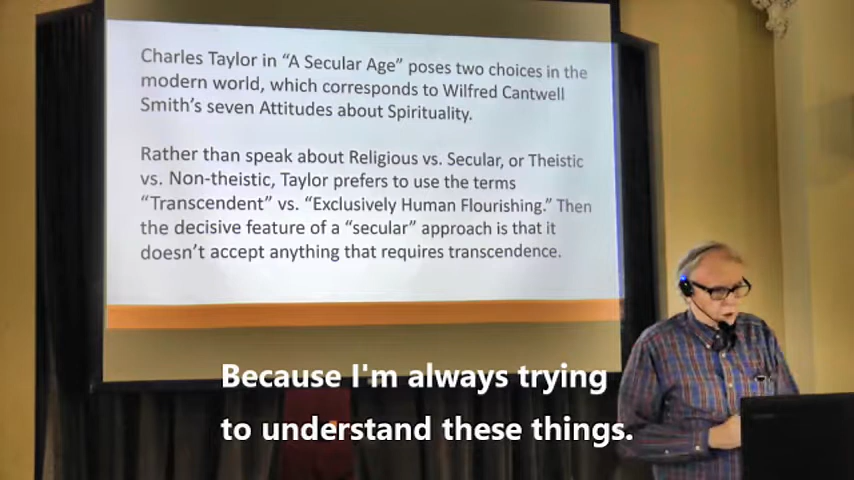 Charles Taylor in “A Secular Age” poses two choices in the
modern world, which corresponds to Wilfred Cantwell
Smith’s seven Attitudes about Spirituality.
Rather than speak about Religious vs. Secular, or Theistic
vs. Non-theistic, Taylor prefers to use the terms
“Transcendent” vs. “Exclusively Human Flourishing.” Then
the decisive feature of a “secular” approach is that it
doesn’t accept anything that requires transcendence.
Because I'm always trying
to understand these things.